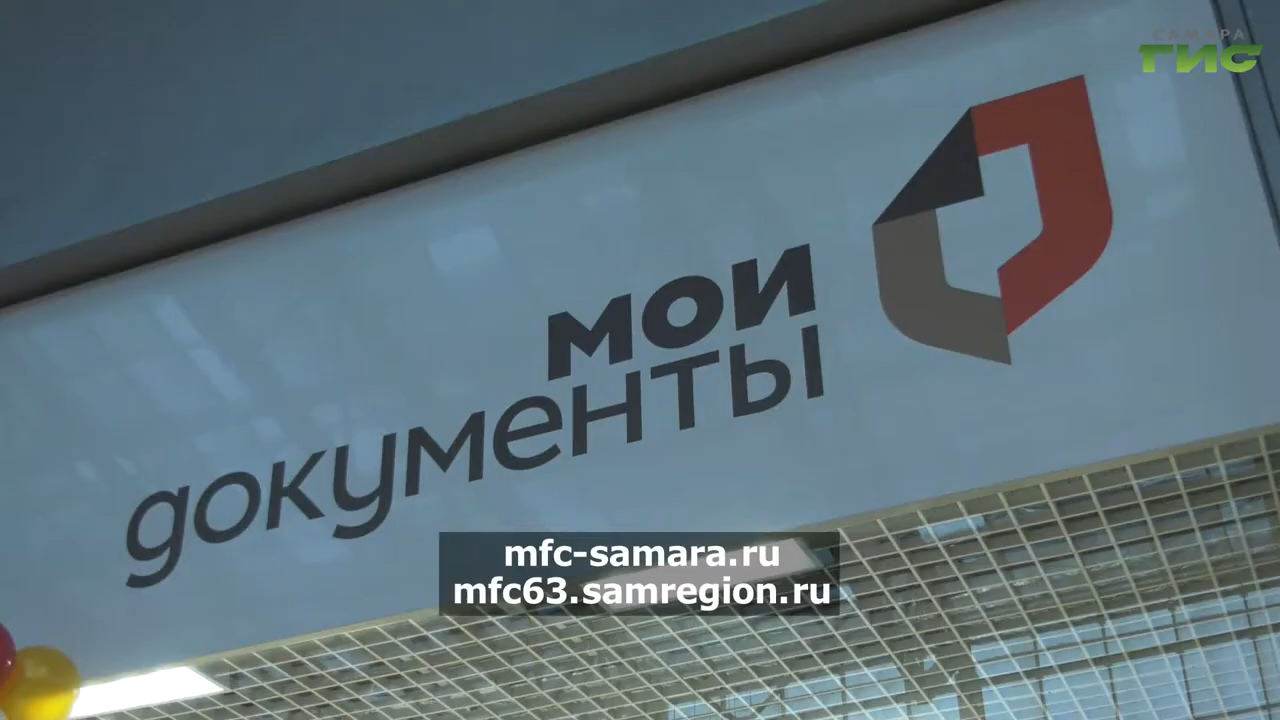 САМАРА
ГИС
мои
документы
mfc-samara.ru
mfc63.samregion.ru